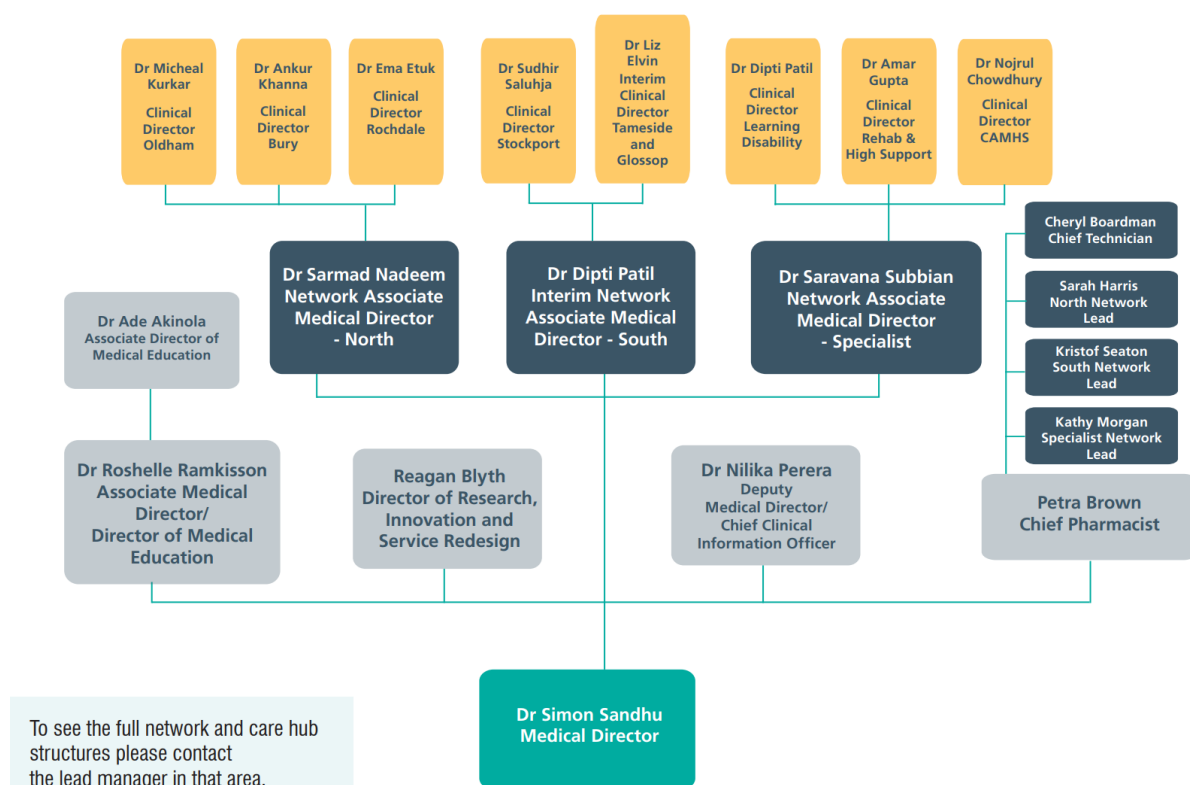 Dr Micheal
Kurkar
Clinical
Director
Oldham
Dr Ankur
Khanna
Clinical
Director
Bury
Dr Ema Etuk
Clinical
Director
Rochdale
Dr Sudhir
Saluhja
Clinical
Director
Stockport
Dr Liz
Elvin
Interim
Clinical
Director
Tameside
and
Glossop
Dr Dipti Patil
Clinical
Director
Learning
Disability
Dr Amar
Gupta
Clinical
Director
Rehab &
High Support
Dr Nojrul
Chowdhury
Clinical
Director
CAMHS
Dr Sarmad Nadeem
Network Associate
Medical Director
- North
Dr Dipti Patil
Interim Network
Associate Medical
Director - South
Dr Saravana Subbian
Network Associate
Medical Director
- Specialist
Cheryl Boardman
Chief Technician
Sarah Harris
North Network
Lead
Kristof Seaton
South Network
Lead
Kathy Morgan
Specialist Network
Lead
Dr Ade Akinola
Associate Director of
Medical Education
Dr Roshelle Ramkisson
Associate Medical
Director/
Director of Medical
Education
Reagan Blyth
Director of Research,
Innovation and
Service Redesign
Dr Nilika Perera
Deputy
Medical Director/
Chief Clinical
Information Officer
Petra Brown
Chief Pharmacist
Dr Simon Sandhu
Medical Director
To see the full network and care hub
structures please contact
the lead manager in that area.